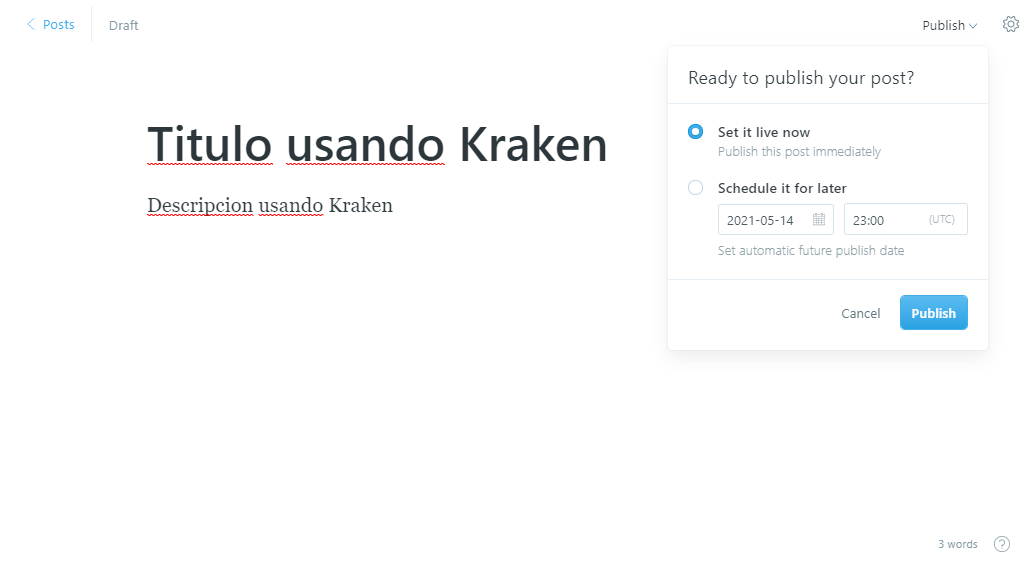 Posts
Draft
Publish
Ready to publish your post?
Titulo usando Kraken
Set it live now
Publish this post immediately
Schedule it for later
Descripcion usando Kraken
2021-05-14
23:00 (UTC)
Set automatic future publish date
Cancel
Publish
3 words
?